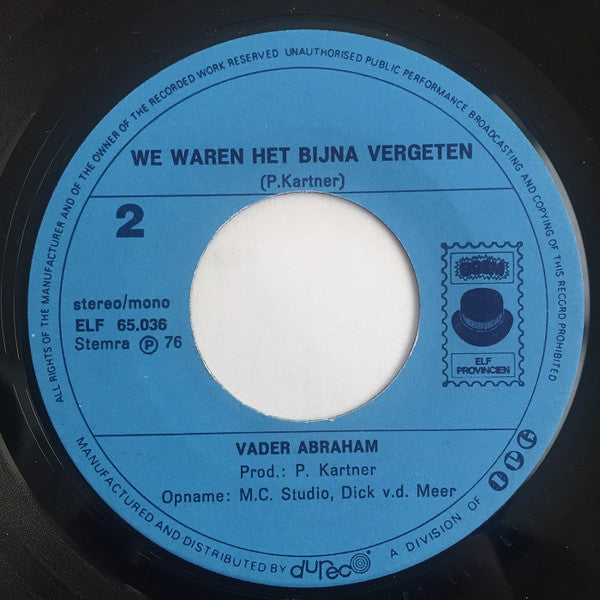 ALL RIGHTS OF THE MANUFACTURER AND OF THE OWNER OF THE RECORDED WORK RESERVED UNAUTHORISED PUBLIC PERFORMANCE BROADCASTING AND COPYING OF THIS RECORD PROHIBITED
WE WAREN HET BIJNA VERGETEN
(P.Kartner)
2
stereo/mono
ELF 65.036
Stemra Ⓟ 76
ELF
PROVINCIEN
VADER ABRAHAM
Prod.: P. Kartner
Opname: M.C. Studio, Dick v.d. Meer
MANUFACTURED AND DISTRIBUTED BY dureco A DIVISION OF